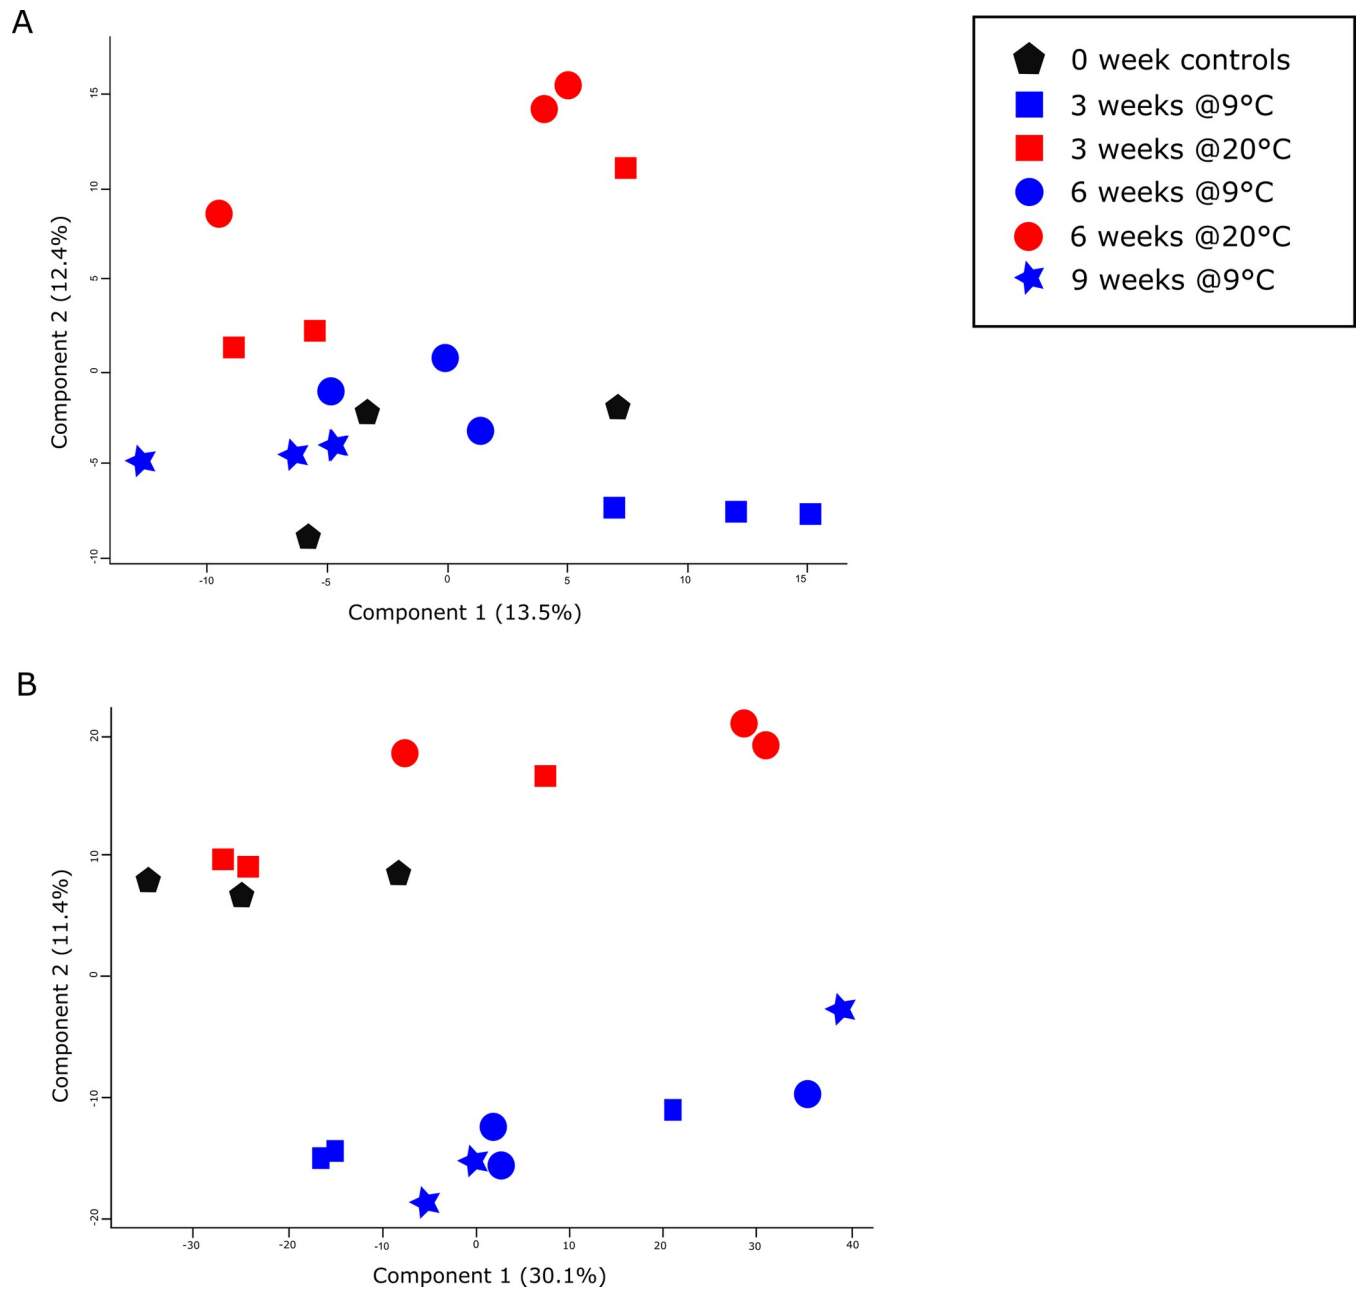 A
0 week controls
3 weeks @9°C
3 weeks @20°C
6 weeks @9°C
6 weeks @20°C
9 weeks @9°C
15
10
5
0
-5
-10
Component 2 (12.4%)
-10 -5 0 5 10 15
Component 1 (13.5%)
B
20
10
0
-10
-20
Component 2 (11.4%)
-30 -20 -10 0 10 20 30 40
Component 1 (30.1%)